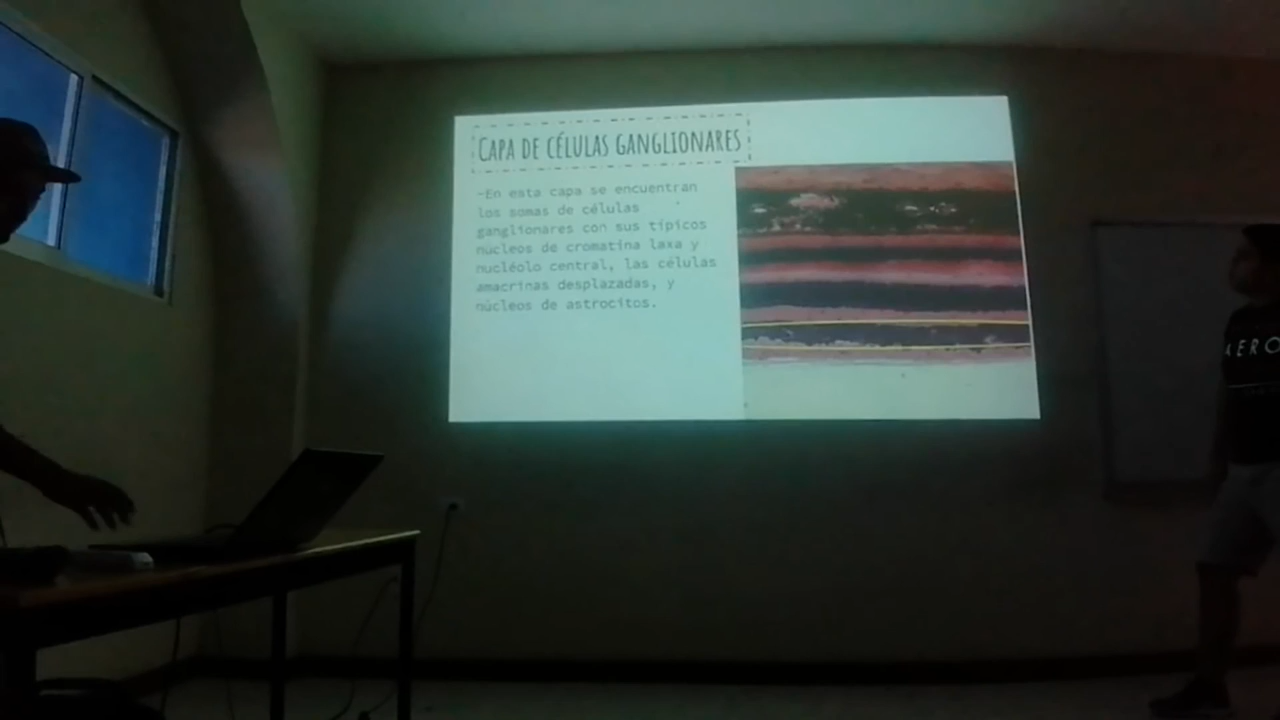 CAPA DE CÉLULAS GANGLIONARES
-En esta capa se encuentran
los somas de células
ganglionares con sus típicos
núcleos de cromatina laxa y
nucléolo central, las células
amacrinas desplazadas, y
núcleos de astrocitos.
AERO